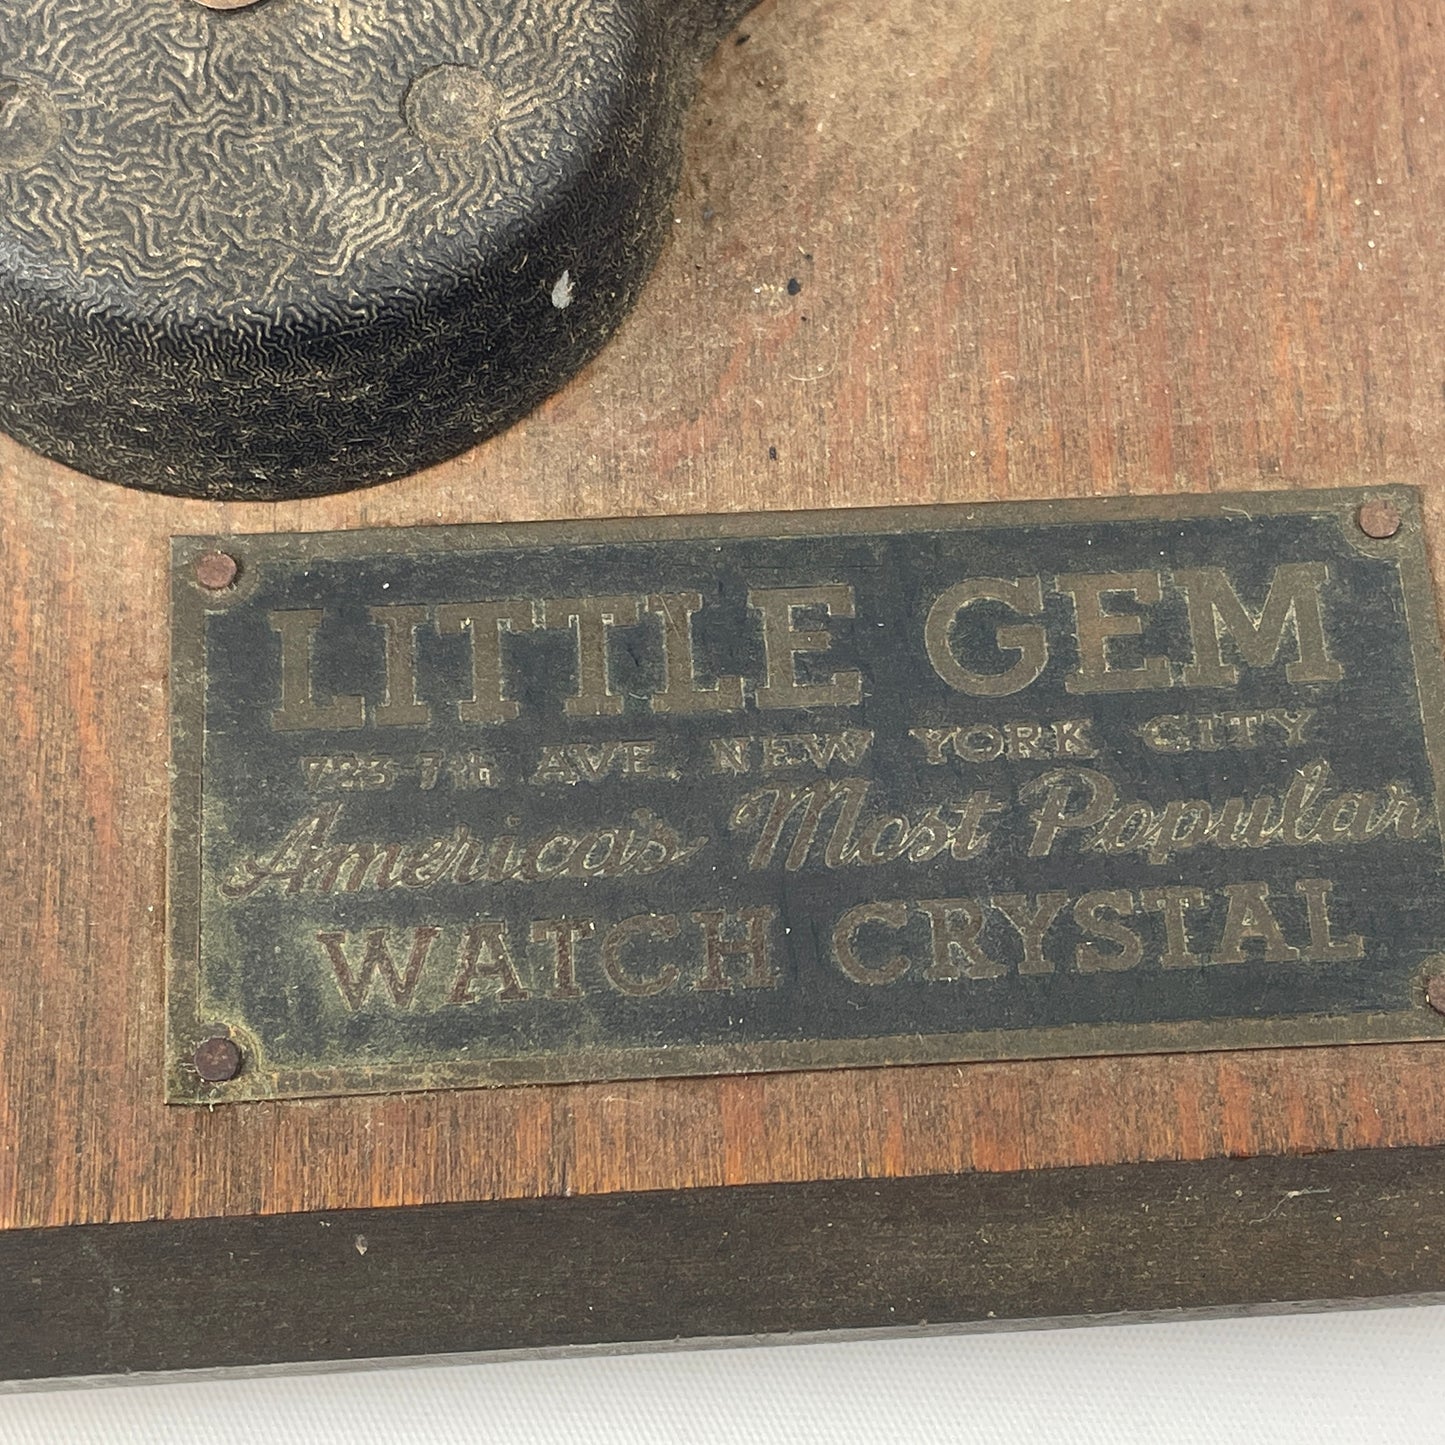 LITTLE GEM
723-7th AVE. NEW YORK CITY
America's Most Popular
WATCH CRYSTAL